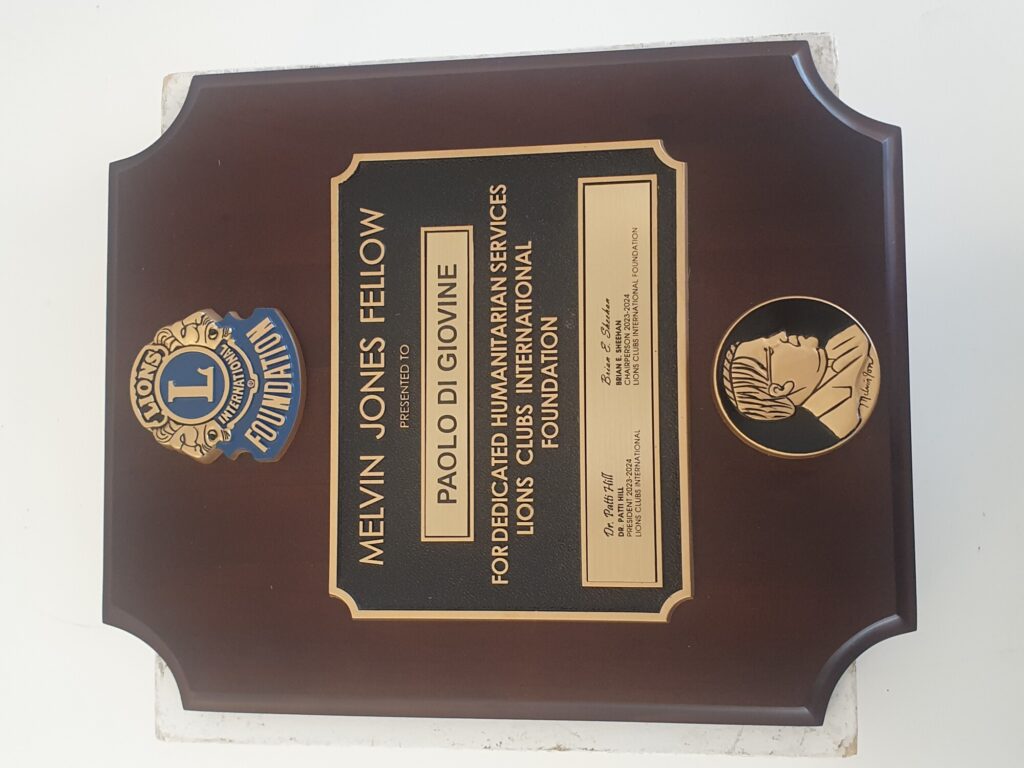 LIONS
L
INTERNATIONAL
®
FOUNDATION
MELVIN JONES FELLOW
PRESENTED TO
PAOLO DI GIOVINE
FOR DEDICATED HUMANITARIAN SERVICES
LIONS CLUBS INTERNATIONAL
FOUNDATION
Dr. Patti Hill
DR. PATTI HILL
PRESIDENT 2023-2024
LIONS CLUBS INTERNATIONAL
Brian E. Sheehan
BRIAN E. SHEEHAN
CHAIRPERSON 2023-2024
LIONS CLUBS INTERNATIONAL FOUNDATION
Melvin Jones